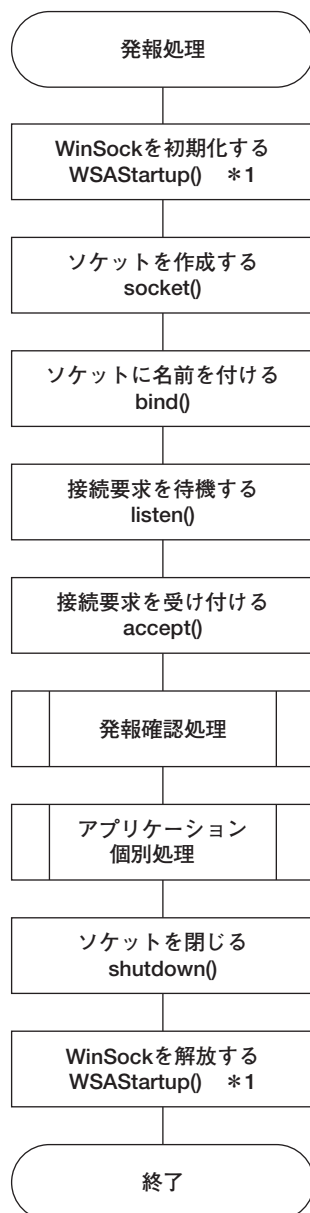 発報処理
WinSockを初期化する
WSAStartup() *1
ソケットを作成する
socket()
ソケットに名前を付ける
bind()
接続要求を待機する
listen()
接続要求を受け付ける
accept()
発報確認処理
アプリケーション
個別処理
ソケットを閉じる
shutdown()
WinSockを解放する
WSAStartup() *1
終了